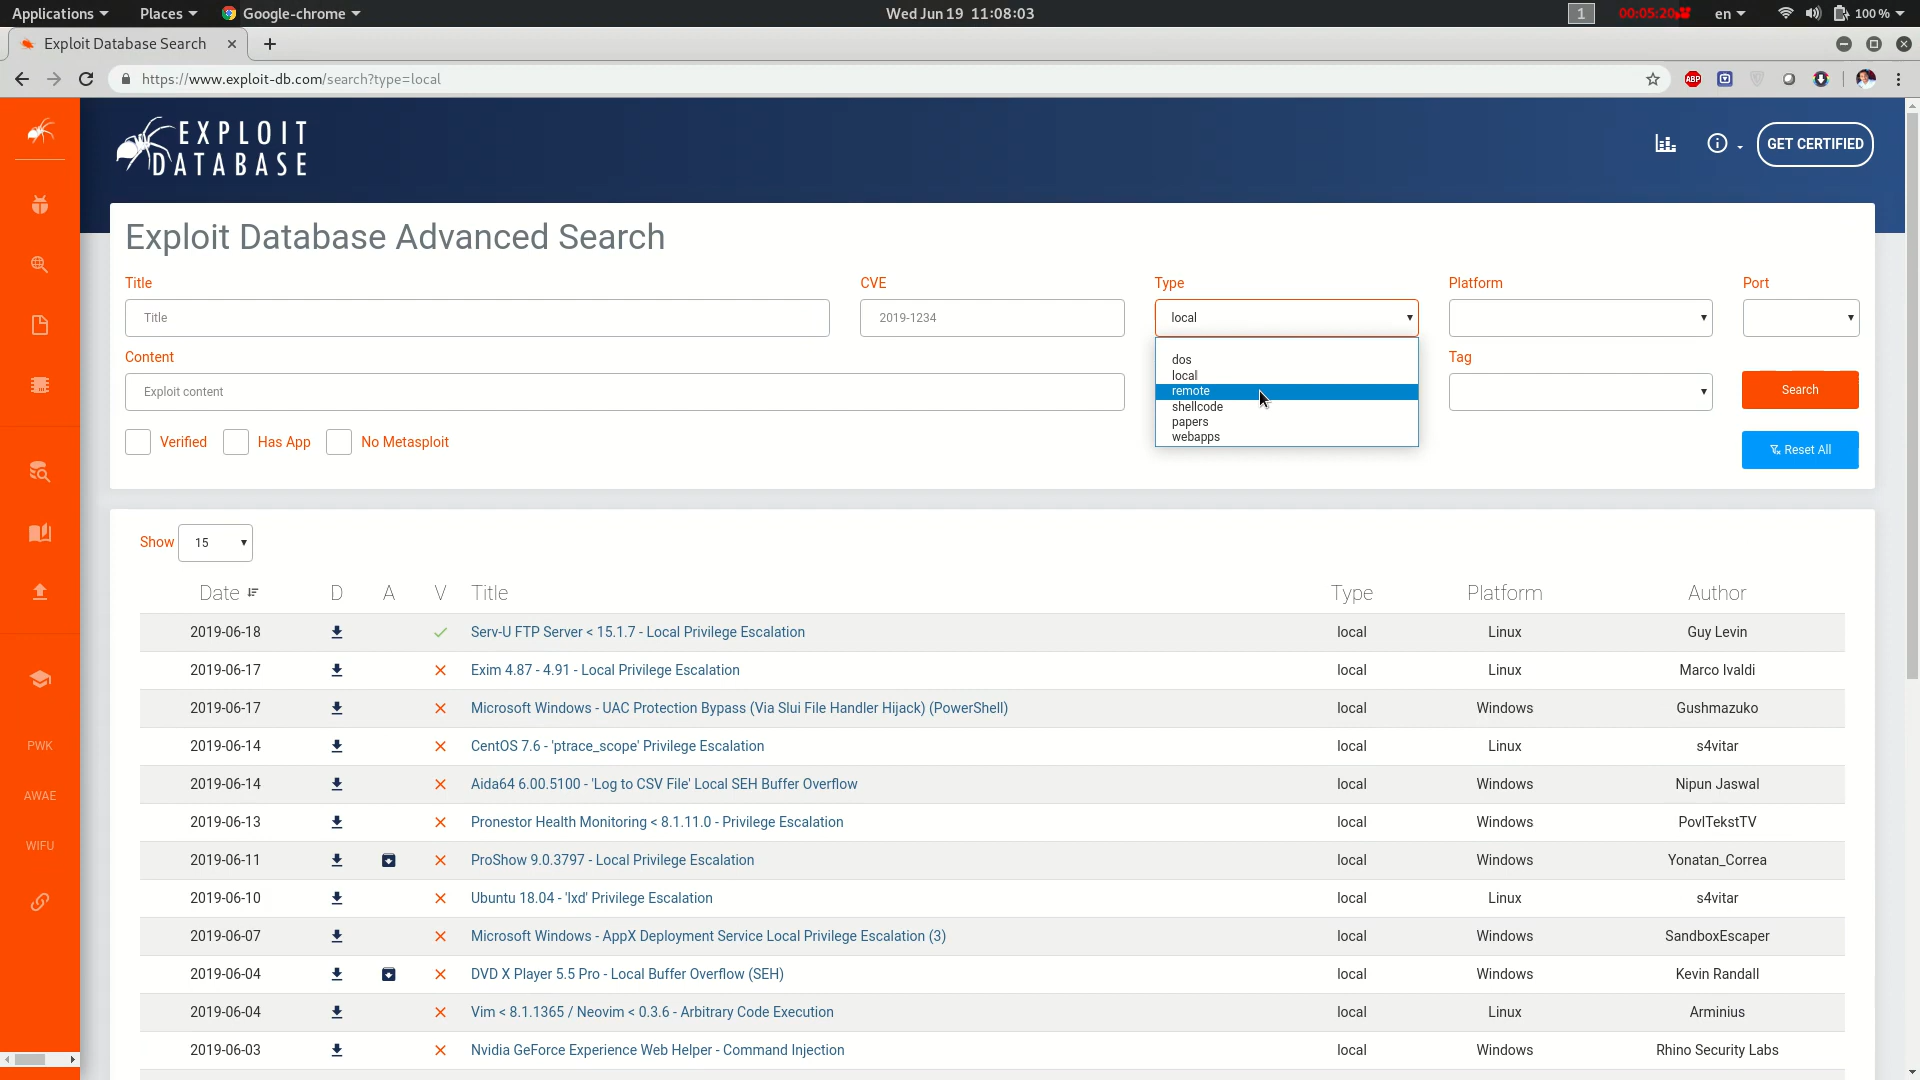 Applications Places Google-chrome Wed Jun 19 11:08:03 1 00:05:20 en 100 %
Exploit Database Search
https://www.exploit-db.com/search?type=local ABP
EXPLOIT
DATABASE
GET CERTIFIED
Exploit Database Advanced Search
Title CVE Type Platform Port
Title 2019-1234 local
Content Tag
Exploit content
dos
local
remote
shellcode
papers
webapps
Search
Verified Has App No Metasploit
Reset All
Show 15
Date D A V Title Type Platform Author
2019-06-18 Serv-U FTP Server < 15.1.7 - Local Privilege Escalation local Linux Guy Levin
2019-06-17 Exim 4.87 - 4.91 - Local Privilege Escalation local Linux Marco Ivaldi
2019-06-17 Microsoft Windows - UAC Protection Bypass (Via Slui File Handler Hijack) (PowerShell) local Windows Gushmazuko
2019-06-14 CentOS 7.6 - 'ptrace_scope' Privilege Escalation local Linux s4vitar
2019-06-14 Aida64 6.00.5100 - 'Log to CSV File' Local SEH Buffer Overflow local Windows Nipun Jaswal
2019-06-13 Pronestor Health Monitoring < 8.1.11.0 - Privilege Escalation local Windows PovlTekstTV
2019-06-11 ProShow 9.0.3797 - Local Privilege Escalation local Windows Yonatan_Correa
2019-06-10 Ubuntu 18.04 - 'lxd' Privilege Escalation local Linux s4vitar
2019-06-07 Microsoft Windows - AppX Deployment Service Local Privilege Escalation (3) local Windows SandboxEscaper
2019-06-04 DVD X Player 5.5 Pro - Local Buffer Overflow (SEH) local Windows Kevin Randall
2019-06-04 Vim < 8.1.1365 / Neovim < 0.3.6 - Arbitrary Code Execution local Linux Arminius
2019-06-03 Nvidia GeForce Experience Web Helper - Command Injection local Windows Rhino Security Labs
PWK
AWAE
WIFU